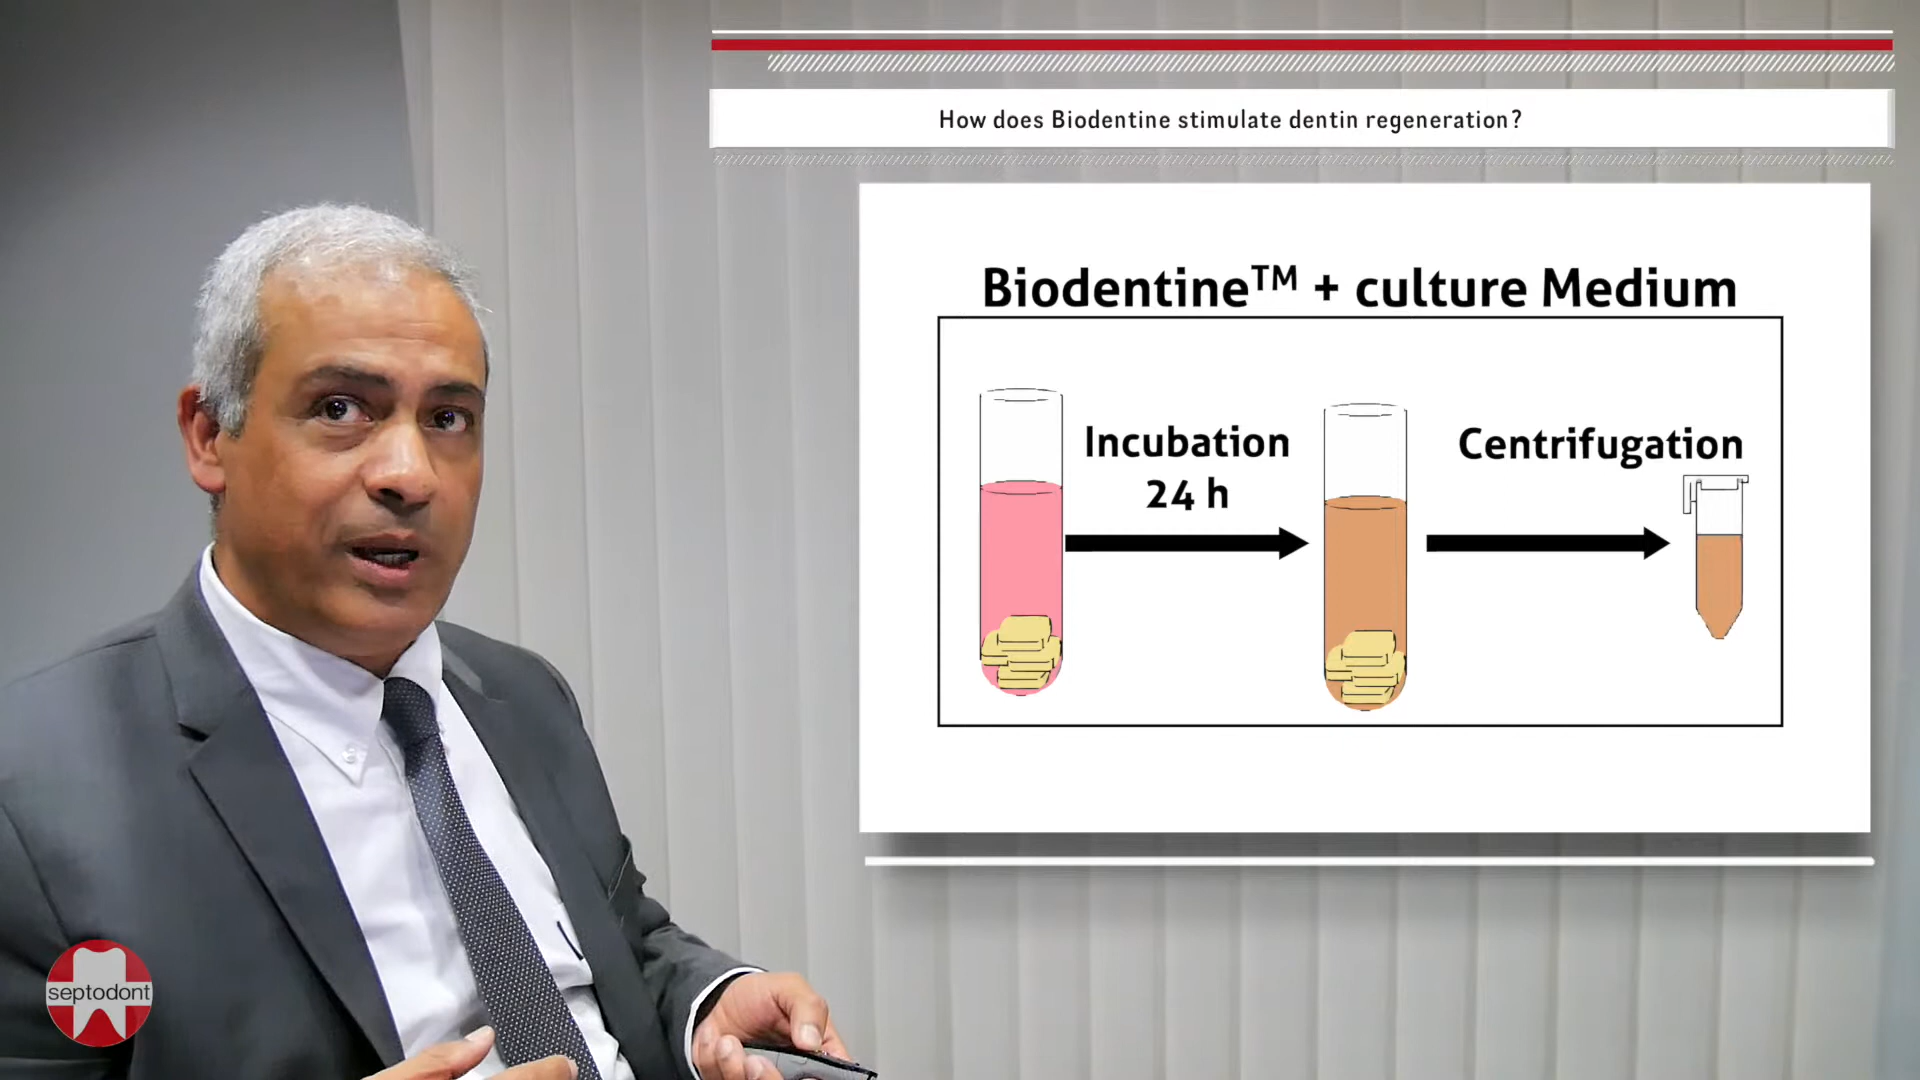 How does Biodentine stimulate dentin regeneration?
Biodentine™ + culture Medium
Incubation
24 h
Centrifugation
septodont